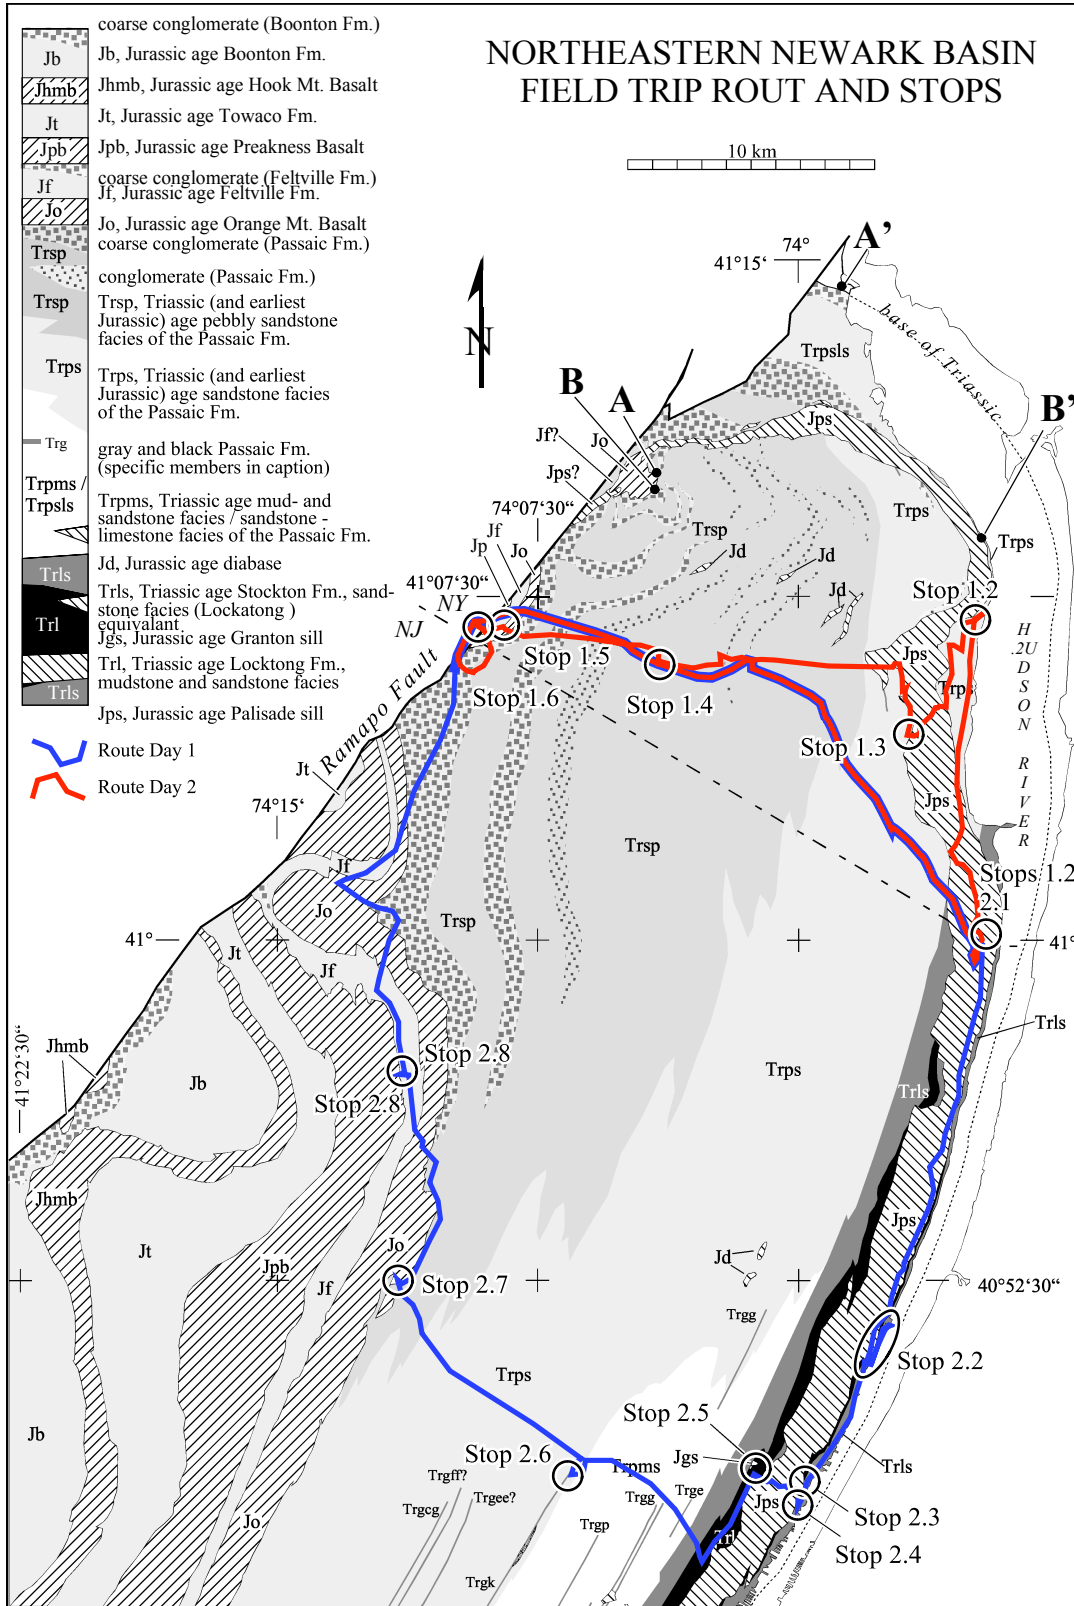 NORTHEASTERN NEWARK BASIN
FIELD TRIP ROUT AND STOPS
10 km
coarse conglomerate (Boonton Fm.)
Jb
Jb, Jurassic age Boonton Fm.
Jhmb
Jhmb, Jurassic age Hook Mt. Basalt
Jt
Jt, Jurassic age Towaco Fm.
Jpb
Jpb, Jurassic age Preakness Basalt
coarse conglomerate (Feltville Fm.)
Jf
Jf, Jurassic age Feltville Fm.
Jo
Jo, Jurassic age Orange Mt. Basalt
coarse conglomerate (Passaic Fm.)
Trsp
conglomerate (Passaic Fm.)
Trsp
Trsp, Triassic (and earliest
Jurassic) age pebbly sandstone
facies of the Passaic Fm.
Trps
Trps, Triassic (and earliest
Jurassic) age sandstone facies
of the Passaic Fm.
Trg
gray and black Passaic Fm.
(specific members in caption)
Trpms /
Trpsls
Trpms, Triassic age mud- and
sandstone facies / sandstone -
limestone facies of the Passaic Fm.
Jd, Jurassic age diabase
Trls
Trls, Triassic age Stockton Fm., sand-
stone facies (Lockatong )
equivalant
Trl
Jgs, Jurassic age Granton sill
Trl, Triassic age Locktong Fm.,
mudstone and sandstone facies
Trls
Jps, Jurassic age Palisade sill
Route Day 1
Route Day 2
N
74°
41°15'
A'
base of Triassic
Trpsls
B
A
B'
Jps
Jf?
Jo
Jps?
74°07'30"
Trsp
Trps
Trps
Jf
Jp
Jo
Jd
Jd
Jd
41°07'30"
NY
NJ
Stop 1.2
HUDSON RIVER
Stop 1.5
Stop 1.6
Stop 1.4
Jps
Trps
Stop 1.3
Ramapo Fault
Jt
74°15'
Jps
Trsp
Jf
Jo
Stops 1.2
2.1
Trsp
41°
41°
Jt
Jf
Trls
41°22'30"
Jhmb
Stop 2.8
Jb
Trps
Trls
Stop 2.8
Jhmb
Jps
Jt
Jo
Jd
Jpb
Jf
Stop 2.7
40°52'30"
Trgg
Stop 2.2
Trps
Stop 2.5
Jb
Stop 2.6
Jgs
Trls
Trgff?
Trpms
Trgcg
Trgee?
Trgg
Trge
Jps
Stop 2.3
Jo
Trgp
Stop 2.4
Trl
Trgk